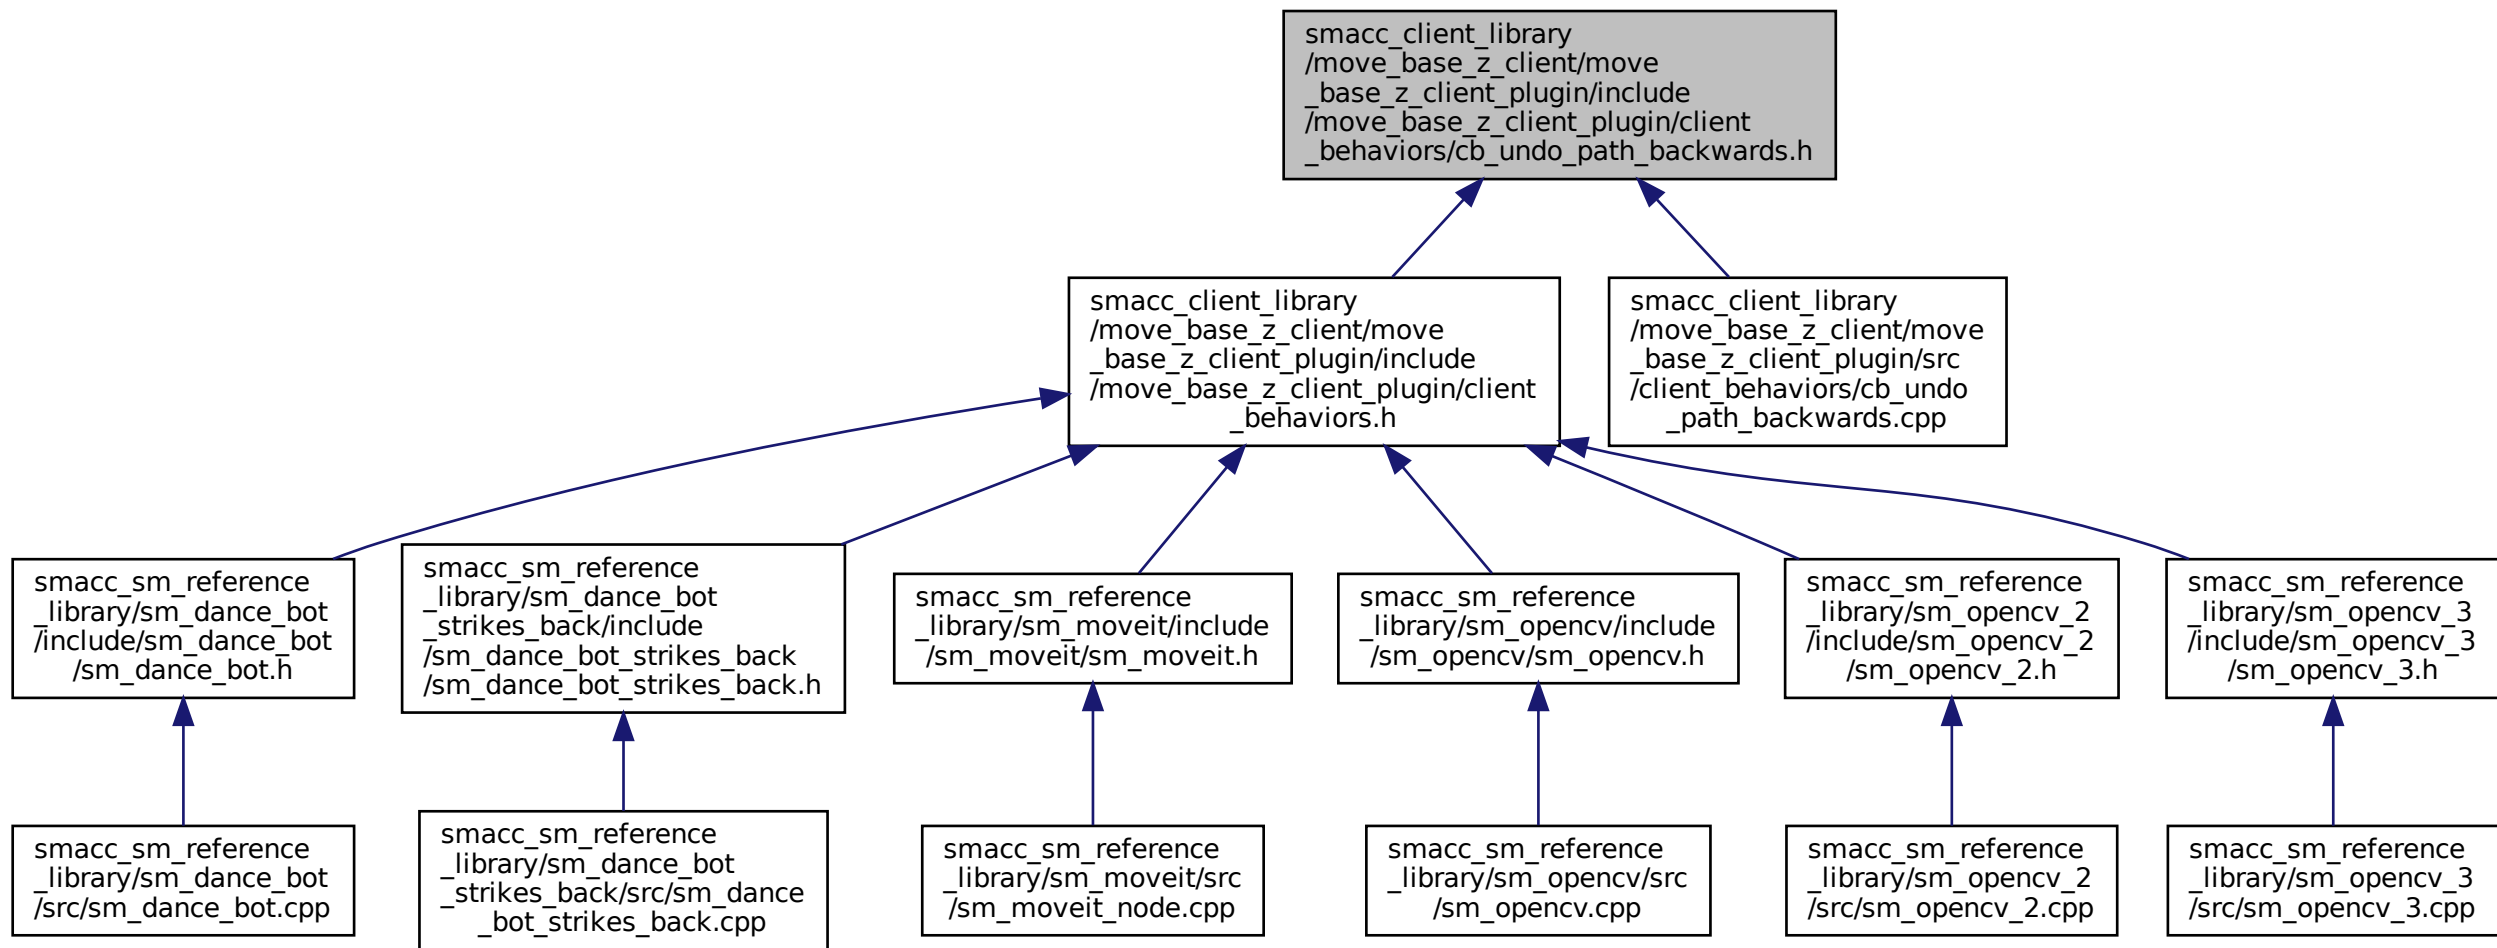 smacc_client_library
/move_base_z_client/move
_base_z_client_plugin/include
/move_base_z_client_plugin/client
_behaviors/cb_undo_path_backwards.h
smacc_client_library
/move_base_z_client/move
_base_z_client_plugin/include
/move_base_z_client_plugin/client
_behaviors.h
smacc_client_library
/move_base_z_client/move
_base_z_client_plugin/src
/client_behaviors/cb_undo
_path_backwards.cpp
smacc_sm_reference
_library/sm_dance_bot
/include/sm_dance_bot
/sm_dance_bot.h
smacc_sm_reference
_library/sm_dance_bot
_strikes_back/include
/sm_dance_bot_strikes_back
/sm_dance_bot_strikes_back.h
smacc_sm_reference
_library/sm_moveit/include
/sm_moveit/sm_moveit.h
smacc_sm_reference
_library/sm_opencv/include
/sm_opencv/sm_opencv.h
smacc_sm_reference
_library/sm_opencv_2
/include/sm_opencv_2
/sm_opencv_2.h
smacc_sm_reference
_library/sm_opencv_3
/include/sm_opencv_3
/sm_opencv_3.h
smacc_sm_reference
_library/sm_dance_bot
/src/sm_dance_bot.cpp
smacc_sm_reference
_library/sm_dance_bot
_strikes_back/src/sm_dance
_bot_strikes_back.cpp
smacc_sm_reference
_library/sm_moveit/src
/sm_moveit_node.cpp
smacc_sm_reference
_library/sm_opencv/src
/sm_opencv.cpp
smacc_sm_reference
_library/sm_opencv_2
/src/sm_opencv_2.cpp
smacc_sm_reference
_library/sm_opencv_3
/src/sm_opencv_3.cpp